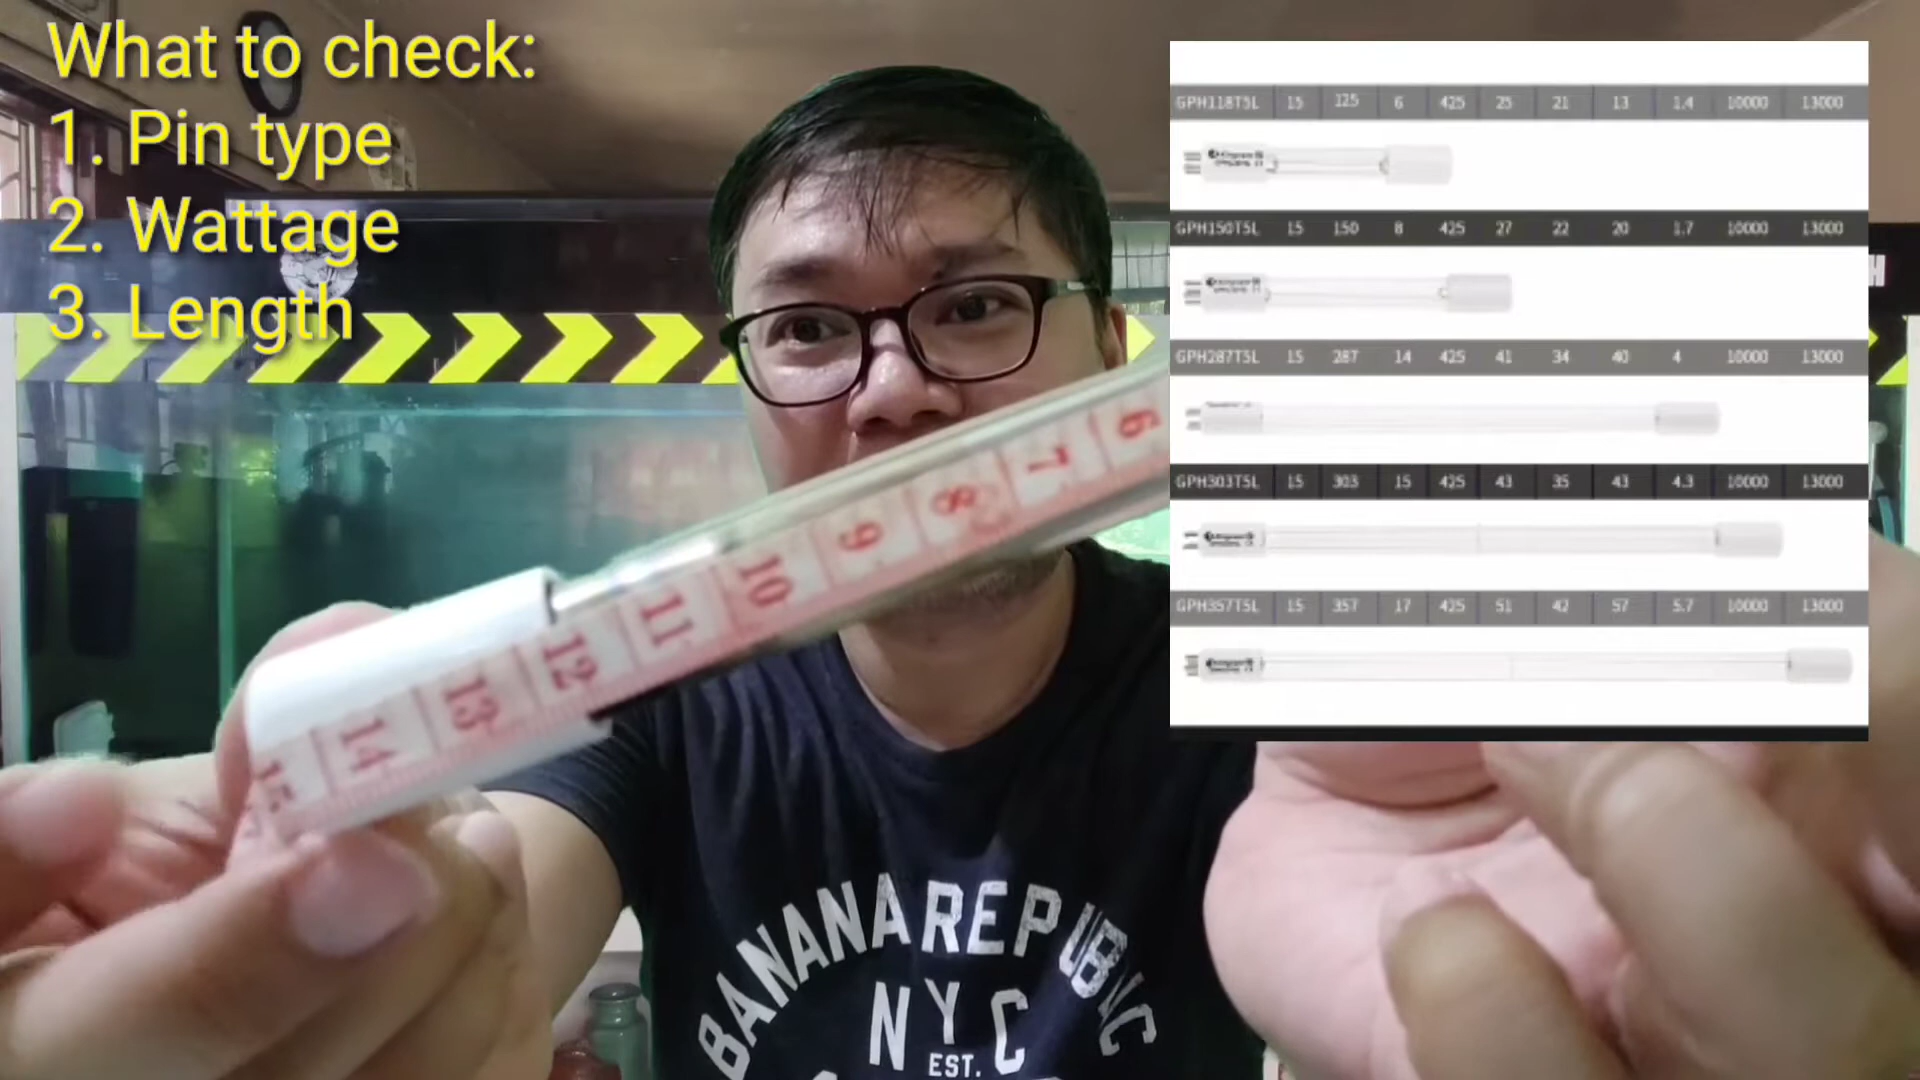 What to check:
1. Pin type
2. Wattage
3. Length
GPH118T5L 15 125 6 425 25 21 13 1.4 10000 13000
GPH150T5L 15 150 8 425 27 22 20 1.7 10000 13000
GPH287T5L 15 287 14 425 41 34 40 4 10000 13000
GPH303T5L 15 303 15 425 43 35 43 4.3 10000 13000
GPH357T5L 15 357 17 425 51 42 57 5.7 10000 13000
6 7 8 9 10 11 12 13 14 15
BANANA REPUBLIC
NYC
EST.